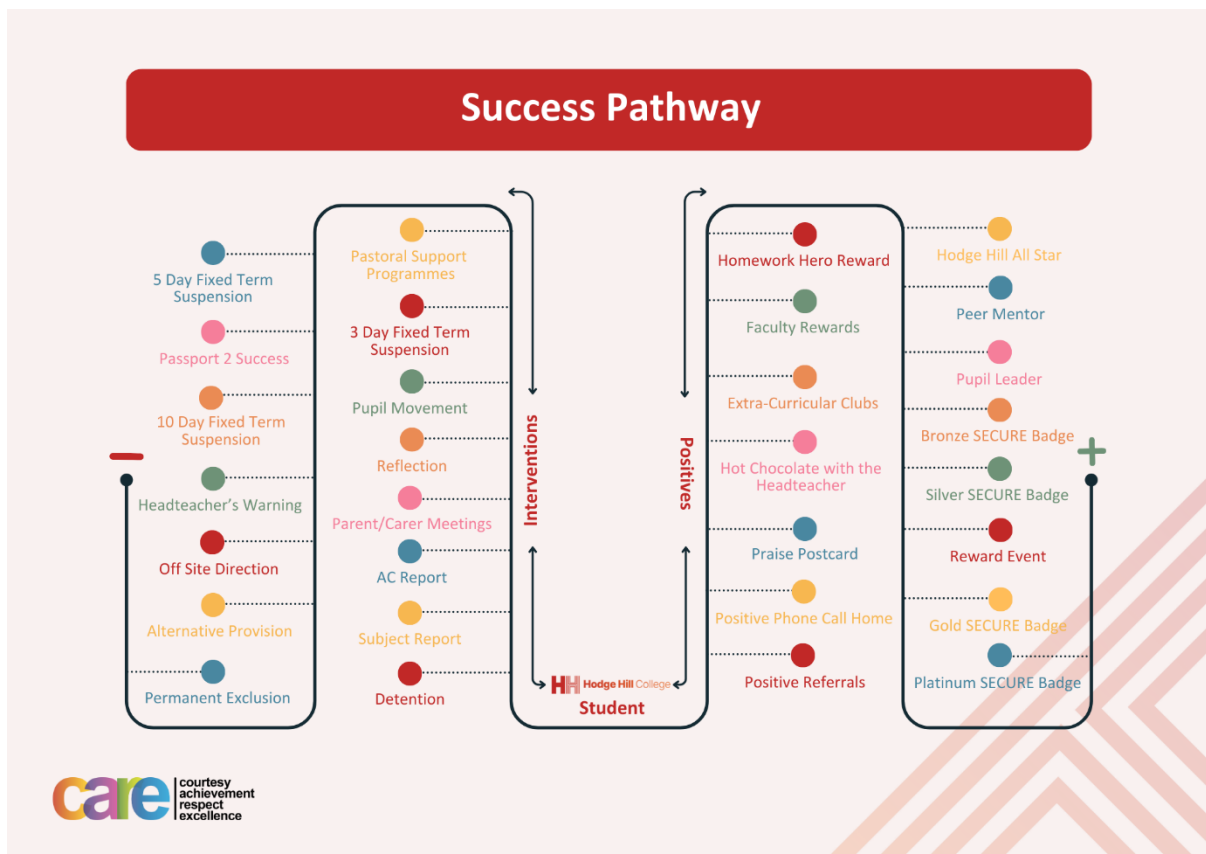 Success Pathway
5 Day Fixed Term
Suspension
Passport 2 Success
10 Day Fixed Term
Suspension
Headteacher's Warning
Off Site Direction
Alternative Provision
Permanent Exclusion
Pastoral Support
Programmes
3 Day Fixed Term
Suspension
Pupil Movement
Reflection
Parent/Carer Meetings
AC Report
Subject Report
Detention
Interventions
Hodge Hill College
Student
Positives
Homework Hero Reward
Faculty Rewards
Extra-Curricular Clubs
Hot Chocolate with the
Headteacher
Praise Postcard
Positive Phone Call Home
Positive Referrals
Hodge Hill All Star
Peer Mentor
Pupil Leader
Bronze SECURE Badge
Silver SECURE Badge
Reward Event
Gold SECURE Badge
Platinum SECURE Badge
care
courtesy
achievement
respect
excellence